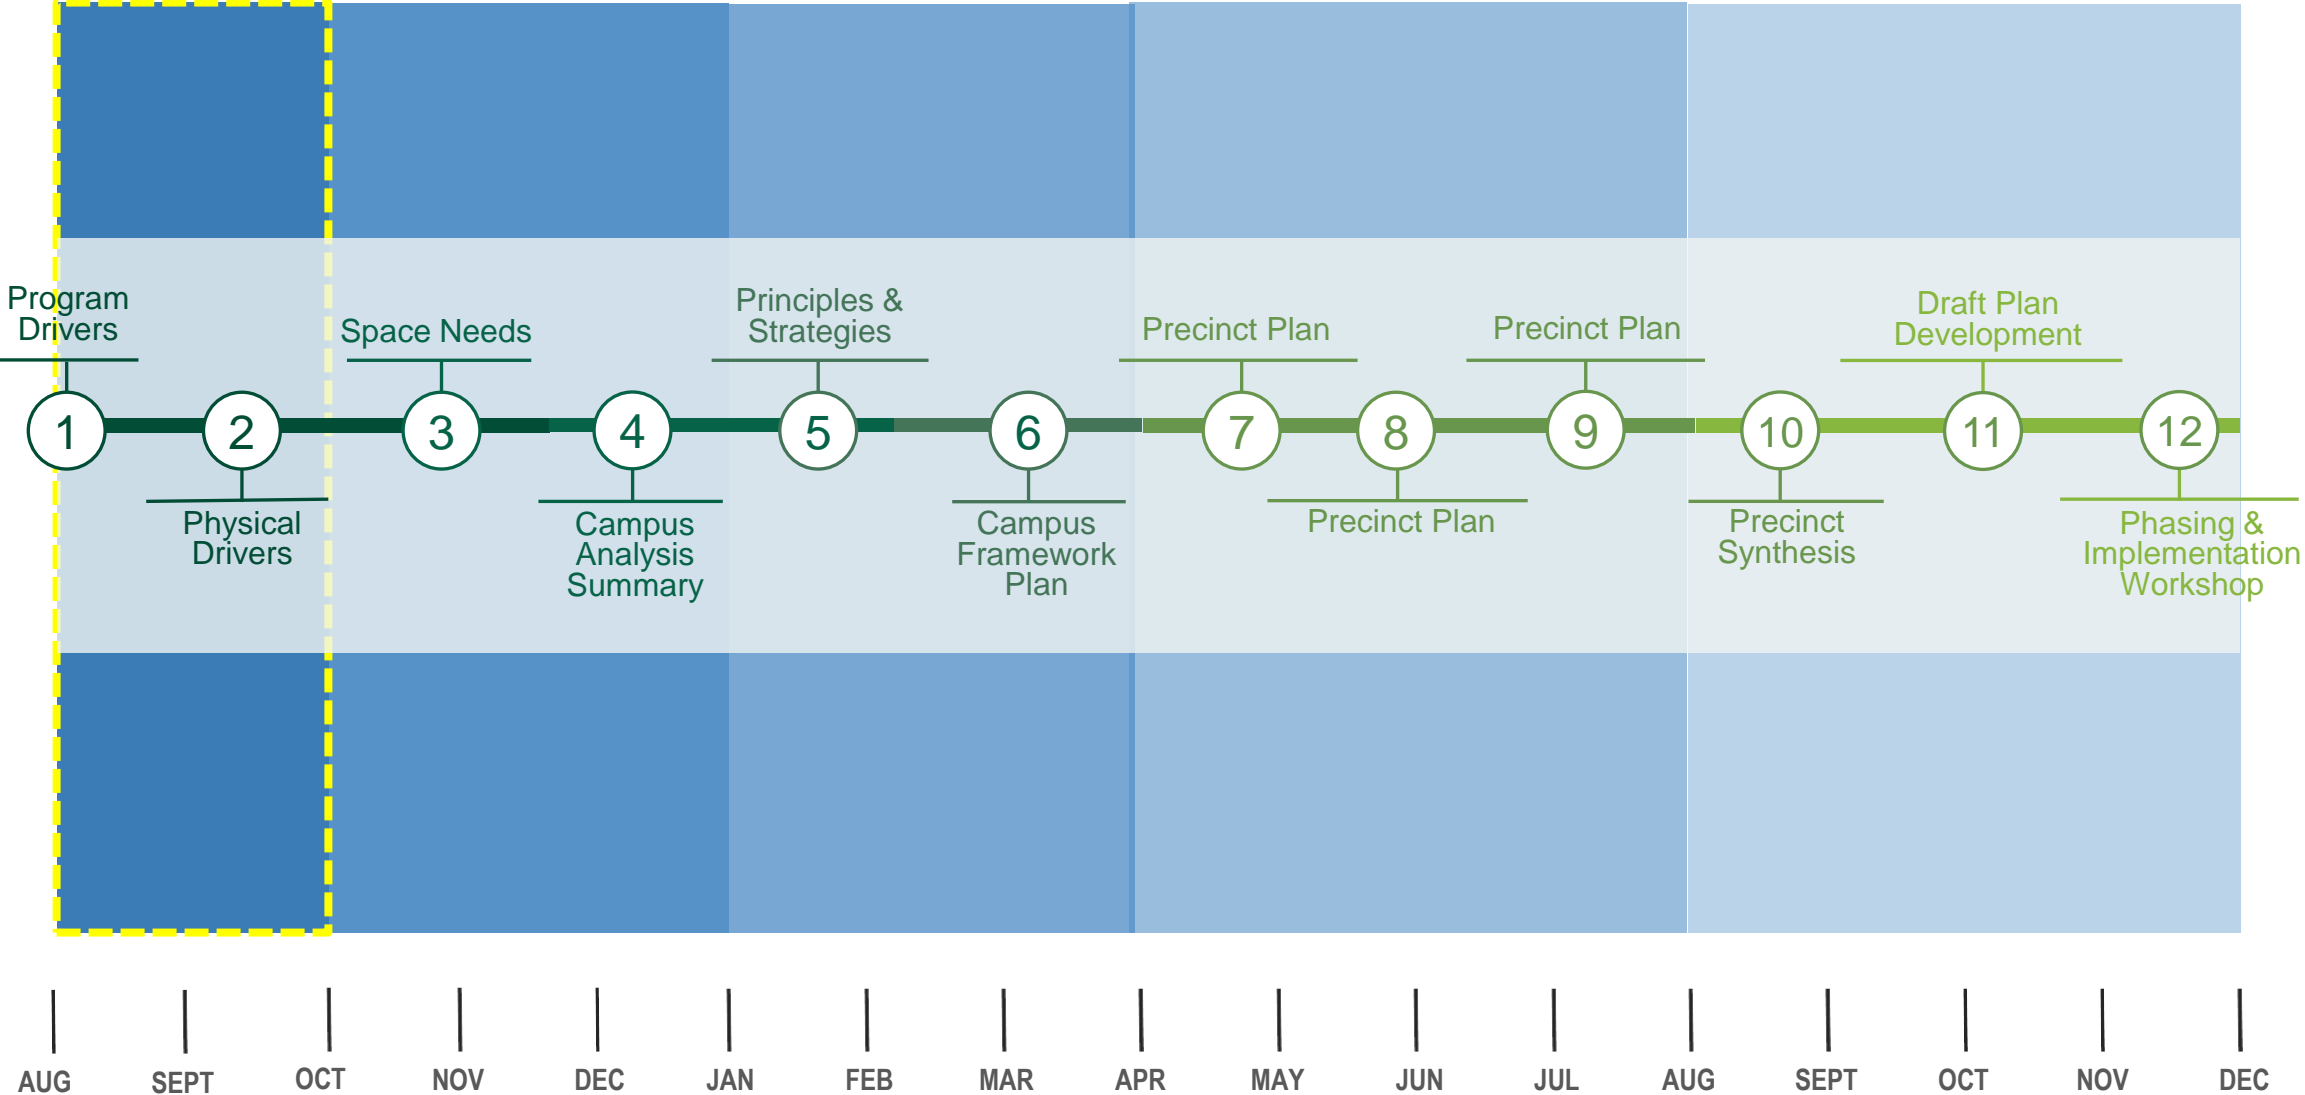 Program
Drivers
Space Needs
Principles &
Strategies
Precinct Plan
Precinct Plan
Draft Plan
Development
1
2
3
4
5
6
7
8
9
10
11
12
Physical
Drivers
Campus
Analysis
Summary
Campus
Framework
Plan
Precinct Plan
Precinct
Synthesis
Phasing &
Implementation
Workshop
AUG
SEPT
OCT
NOV
DEC
JAN
FEB
MAR
APR
MAY
JUN
JUL
AUG
SEPT
OCT
NOV
DEC